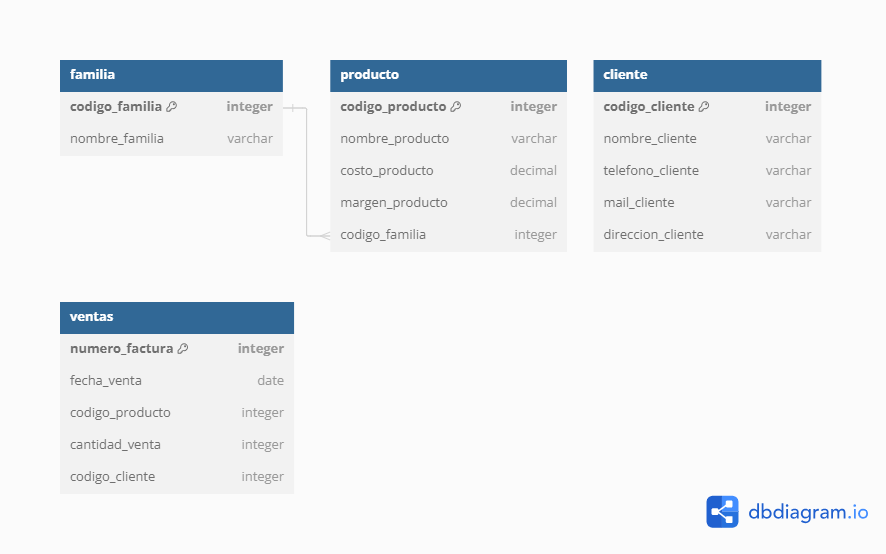 familia
codigo_familia integer
nombre_familia varchar
producto
codigo_producto integer
nombre_producto varchar
costo_producto decimal
margen_producto decimal
codigo_familia integer
cliente
codigo_cliente integer
nombre_cliente varchar
telefono_cliente varchar
mail_cliente varchar
direccion_cliente varchar
ventas
numero_factura integer
fecha_venta date
codigo_producto integer
cantidad_venta integer
codigo_cliente integer
dbdiagram.io